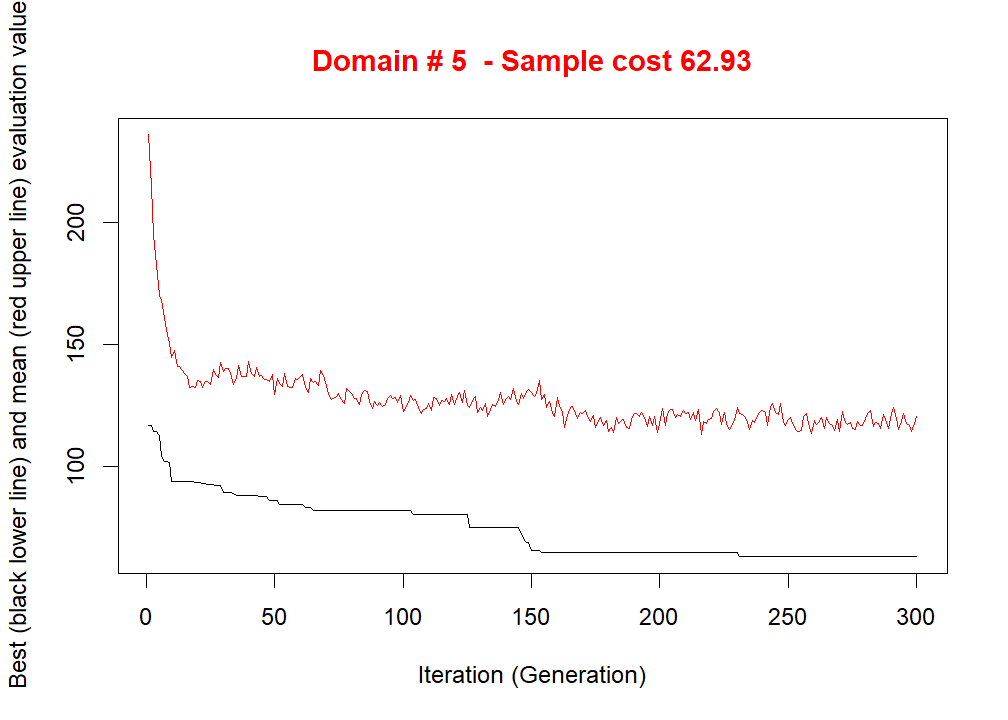 Domain # 5  - Sample cost 62.93
Best (black lower line) and mean (red upper line) evaluation value
200
150
100
0 50 100 150 200 250 300
Iteration (Generation)